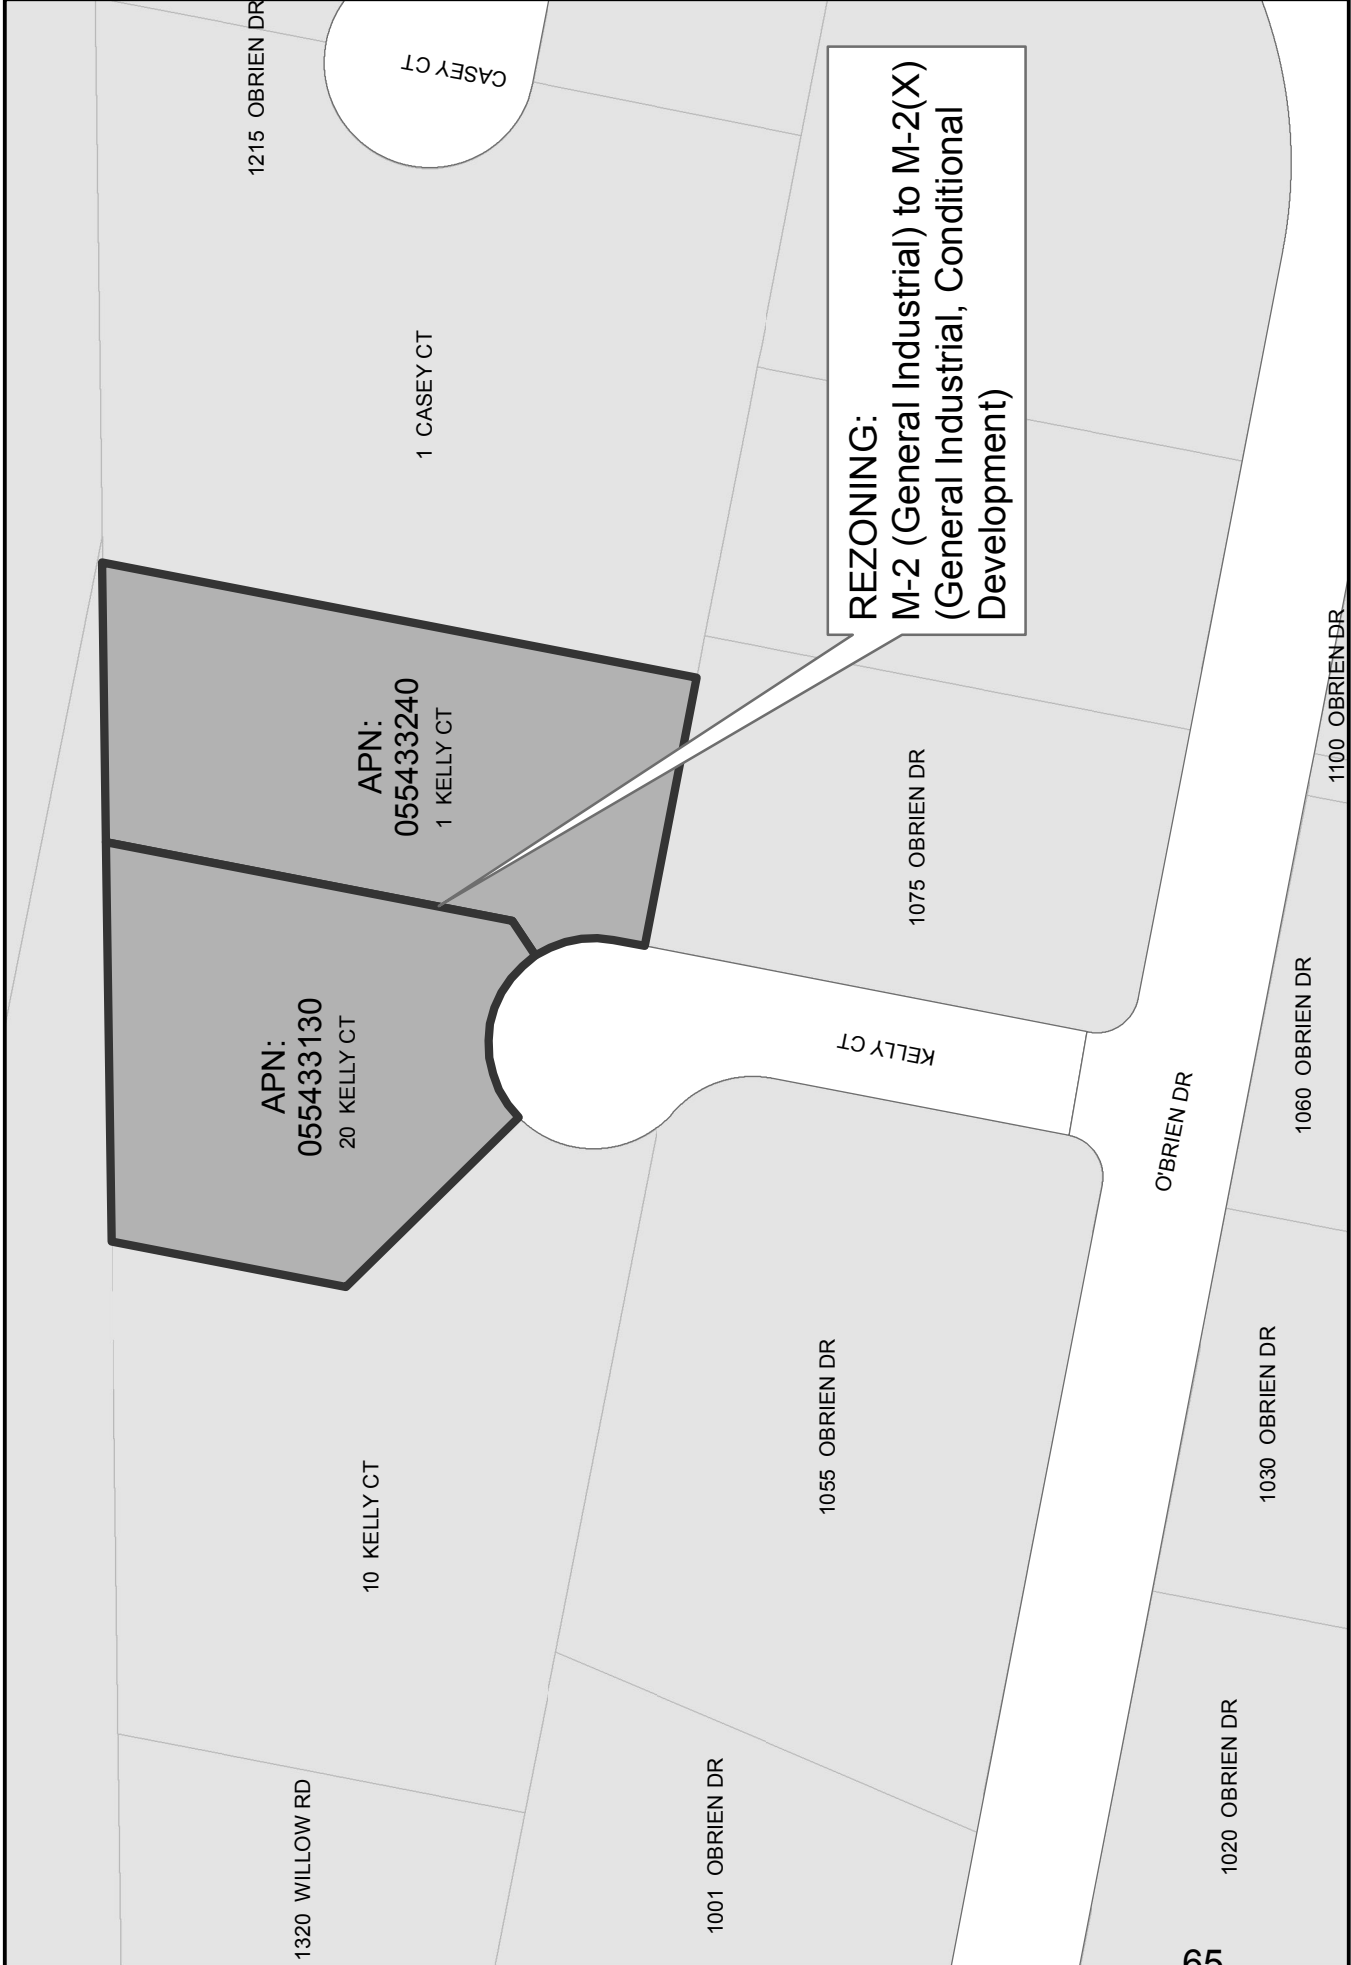 1215 OBRIEN DR
CASEY CT
1 CASEY CT
REZONING:
M-2 (General Industrial) to M-2(X)
(General Industrial, Conditional
Development)
APN:
055433240
1 KELLY CT
APN:
055433130
20 KELLY CT
KELLY CT
1075 OBRIEN DR
1100 OBRIEN DR
1060 OBRIEN DR
O'BRIEN DR
10 KELLY CT
1055 OBRIEN DR
1030 OBRIEN DR
1320 WILLOW RD
1001 OBRIEN DR
1020 OBRIEN DR
65